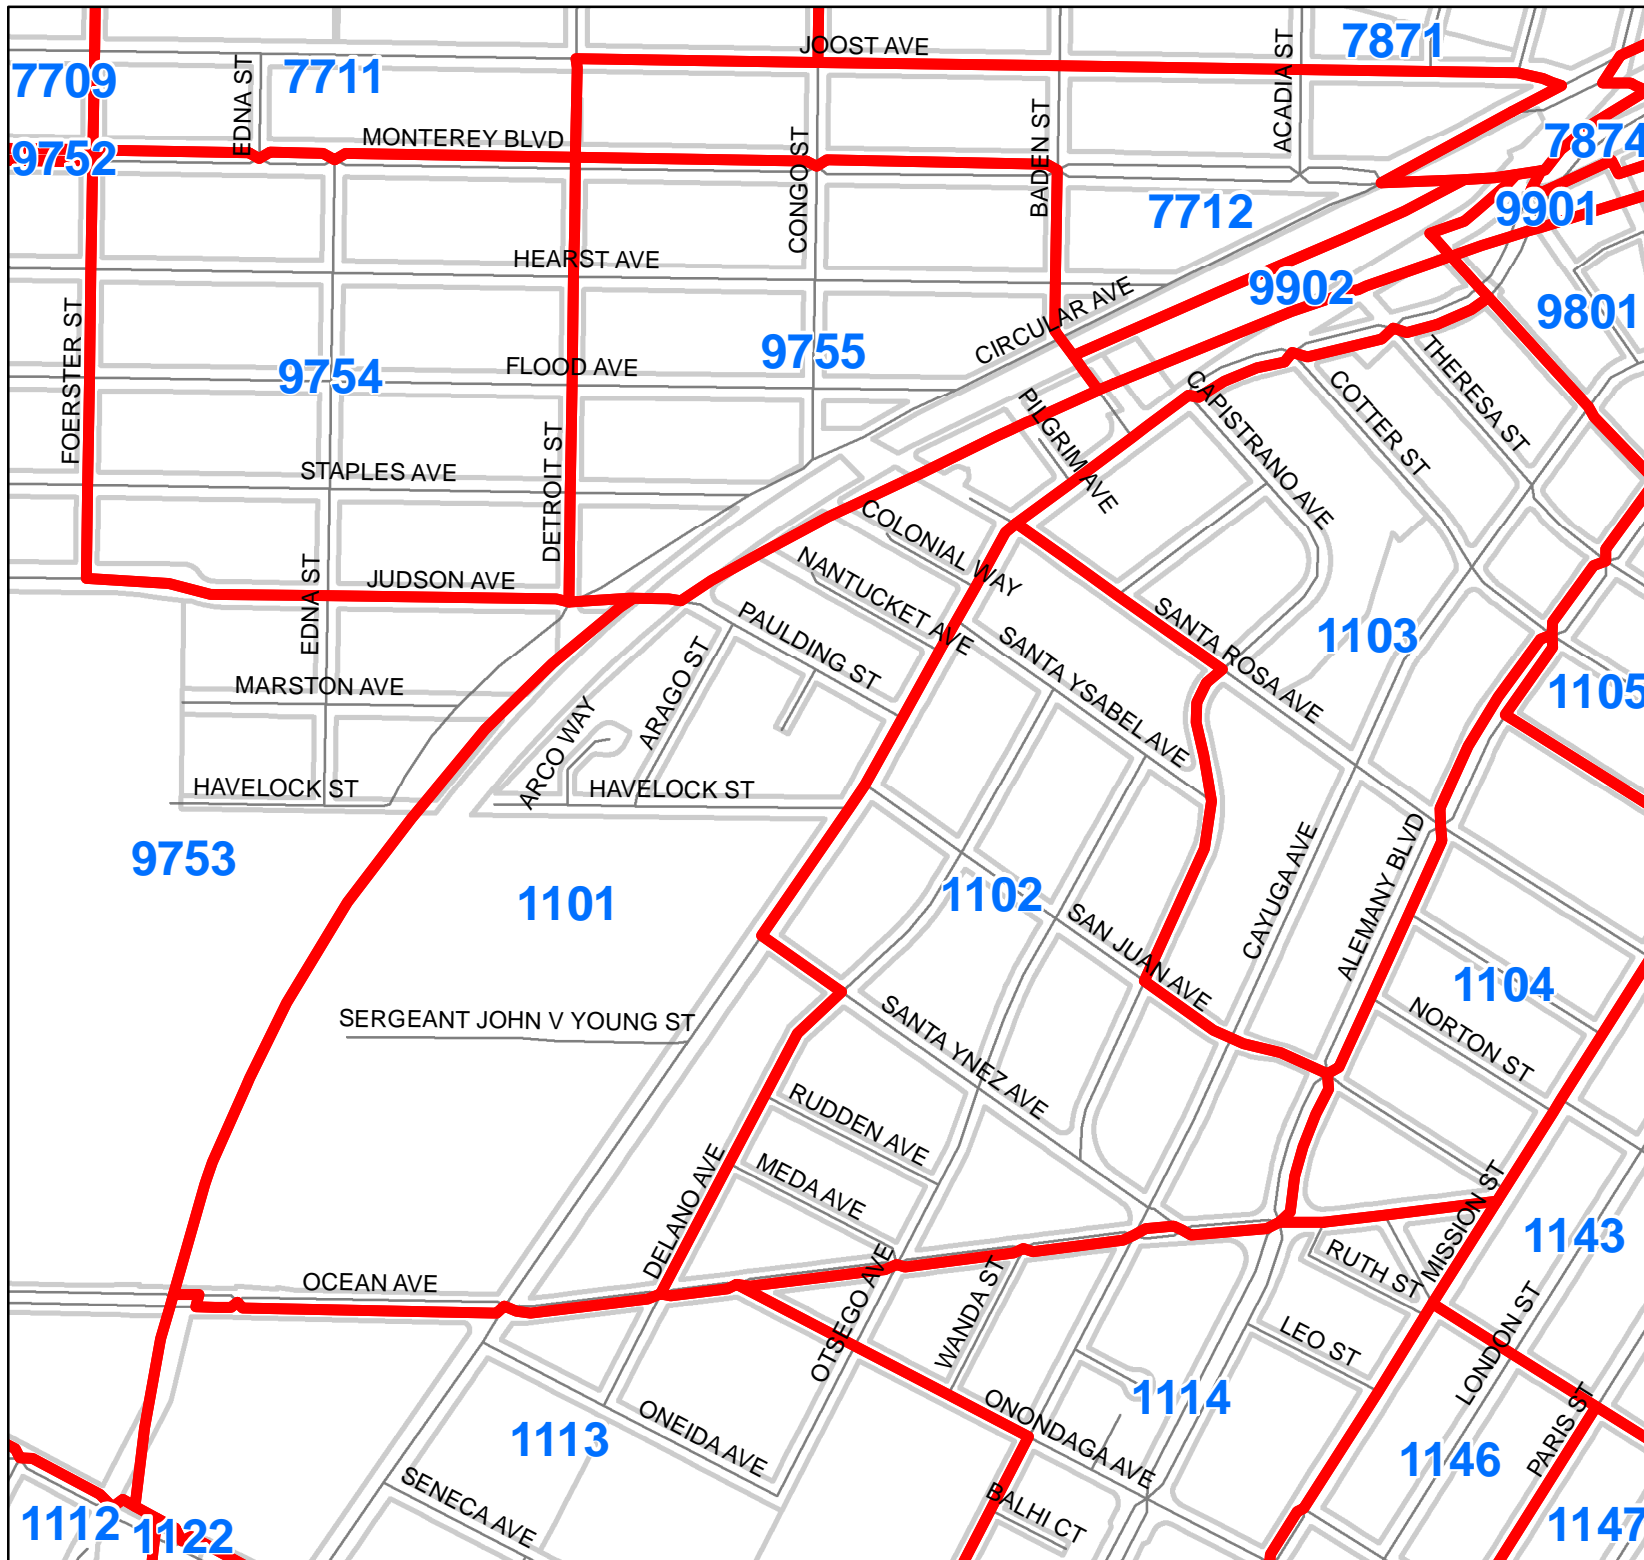 JOOST AVE
7871
7709
7711
EDNA ST
ACADIA ST
MONTEREY BLVD
CONGO ST
BADEN ST
9752
7874
7712
9901
HEARST AVE
9902
9801
CIRCULAR AVE
FOERSTER ST
9754
FLOOD AVE
9755
THERESA ST
COTTER ST
CAPISTRANO AVE
PILGRIM AVE
DETROIT ST
STAPLES AVE
COLONIAL WAY
NANTUCKET AVE
EDNA ST
JUDSON AVE
PAULDING ST
SANTA YSABEL AVE
SANTA ROSA AVE
1103
1105
MARSTON AVE
ARAGO ST
ARCO WAY
HAVELOCK ST
HAVELOCK ST
9753
1101
1102
CAYUGA AVE
ALEMANY BLVD
SAN JUAN AVE
1104
SERGEANT JOHN V YOUNG ST
SANTA YNEZ AVE
NORTON ST
RUDDEN AVE
MEDA AVE
DELANO AVE
MISSION ST
1143
OCEAN AVE
OTSEGO AVE
WANDA ST
RUTH ST
LEO ST
LONDON ST
1113
ONEIDA AVE
ONONDAGA AVE
1114
1146
PARIS ST
SENECA AVE
BALHI CT
1112
1122
1147